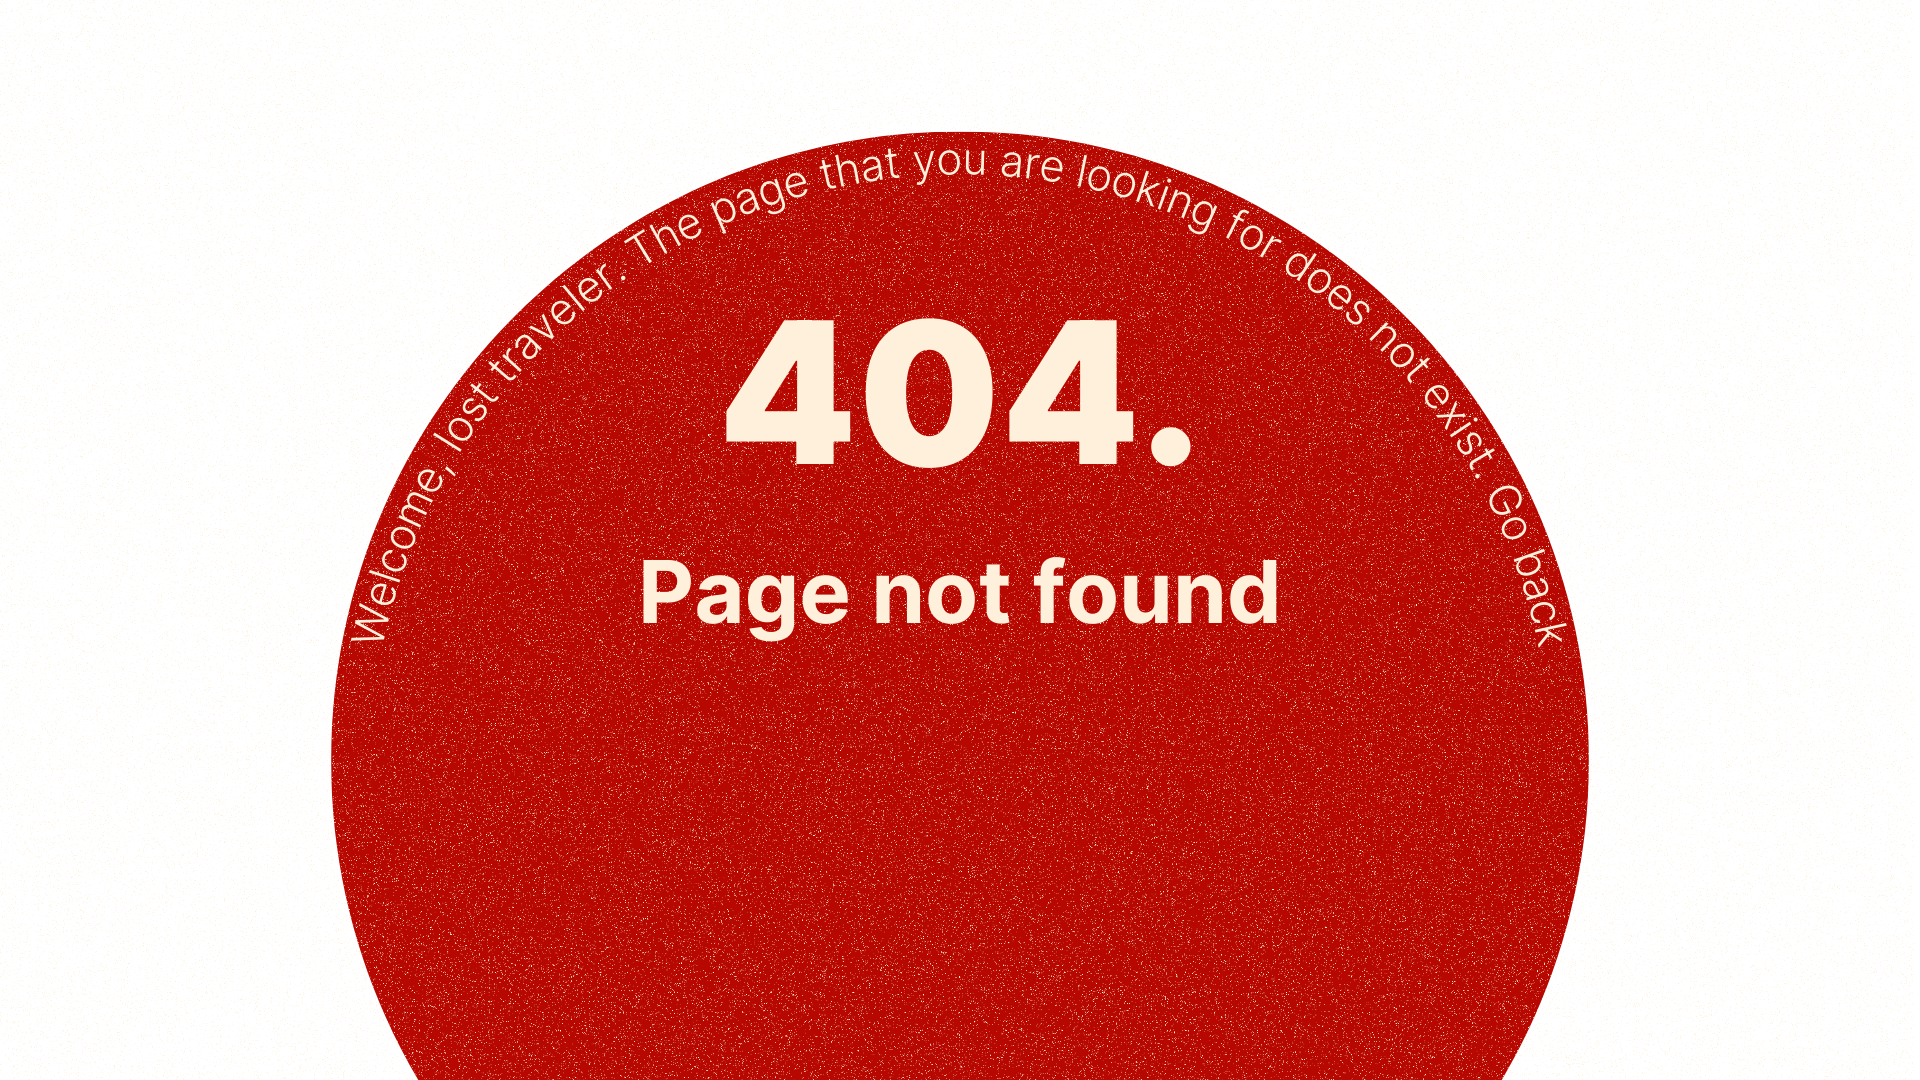 Welcome, lost traveler. The page that you are looking for does not exist. Go back
404.
Page not found